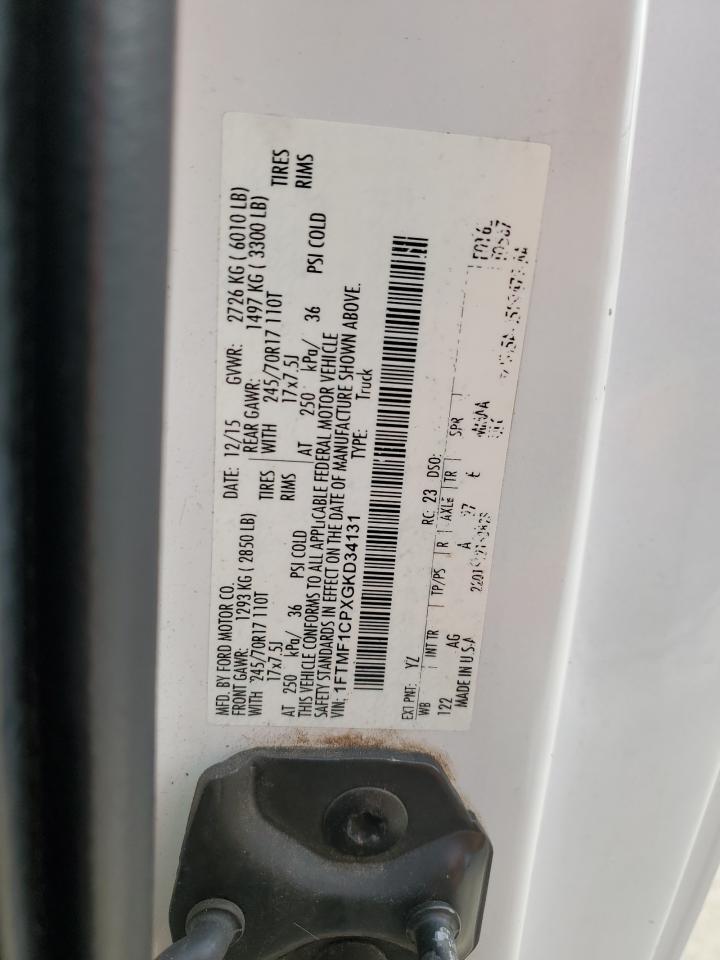 MFD. BY FORD MOTOR CO. DATE: 12/15 GVWR: 2726 KG ( 6010 LB)
FRONT GAWR: 1293 KG ( 2850 LB) REAR GAWR: 1497 KG ( 3300 LB)
WITH 245/70R17 110T TIRES WITH 245/70R17 110T TIRES
17x7.5J RIMS 17x7.5J RIMS
AT 250 kPa/ 36 PSI COLD AT 250 kPa/ 36 PSI COLD
THIS VEHICLE CONFORMS TO ALL APPLICABLE FEDERAL MOTOR VEHICLE
SAFETY STANDARDS IN EFFECT ON THE DATE OF MANUFACTURE SHOWN ABOVE.
VIN: 1FTMF1CPXGKD34131 TYPE: Truck
EXT PNT: YZ RC: 23 DSO:
WB INT TR TP/PS R AXLE TR SPR
122 AG A
MADE IN U.S.A